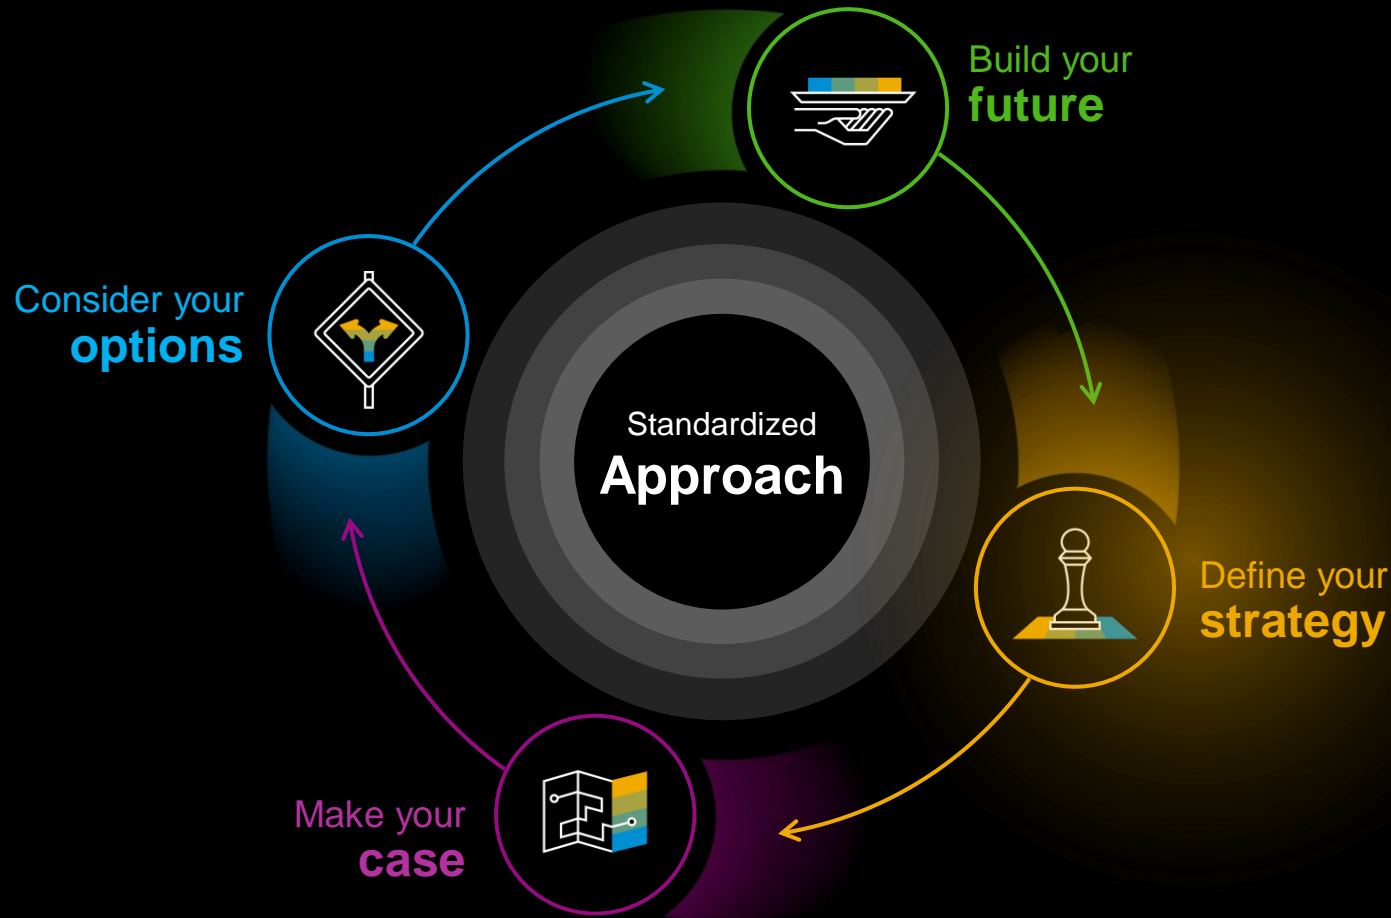 Build your
future
Consider your
options
Standardized
Approach
Define your
strategy
Make your
case